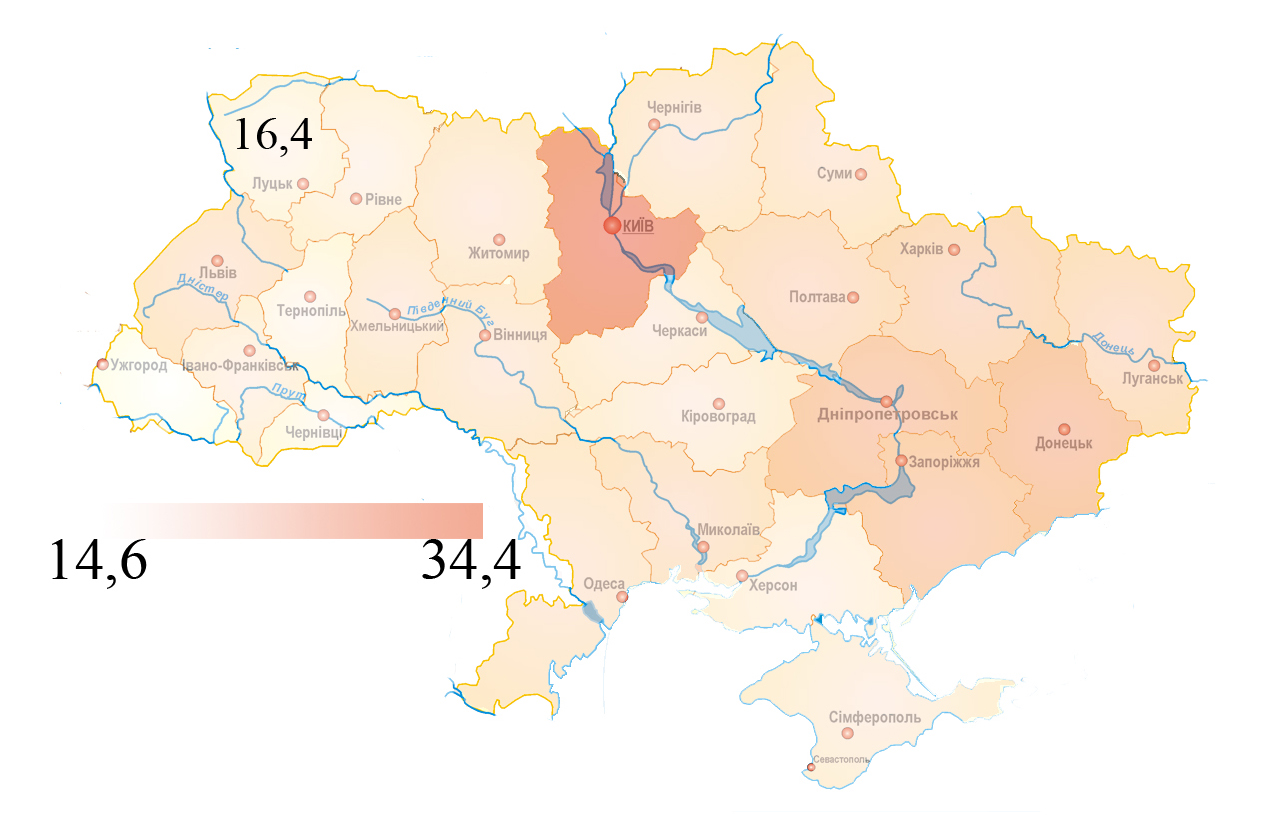 Чернігів
16,4
Суми
Луцьк
Рівне
КИЇВ
Харків
Житомир
Львів
Дністер
Полтава
Тернопіль
Південний Буг
Хмельницький
Черкаси
Вінниця
Донець
Ужгород
Івано-Франківськ
Луганськ
Прут
Кіровоград
Дніпропетровськ
Чернівці
Донецьк
Запоріжжя
Миколаїв
14,6
34,4
Одеса
Херсон
Сімферополь
Севастополь